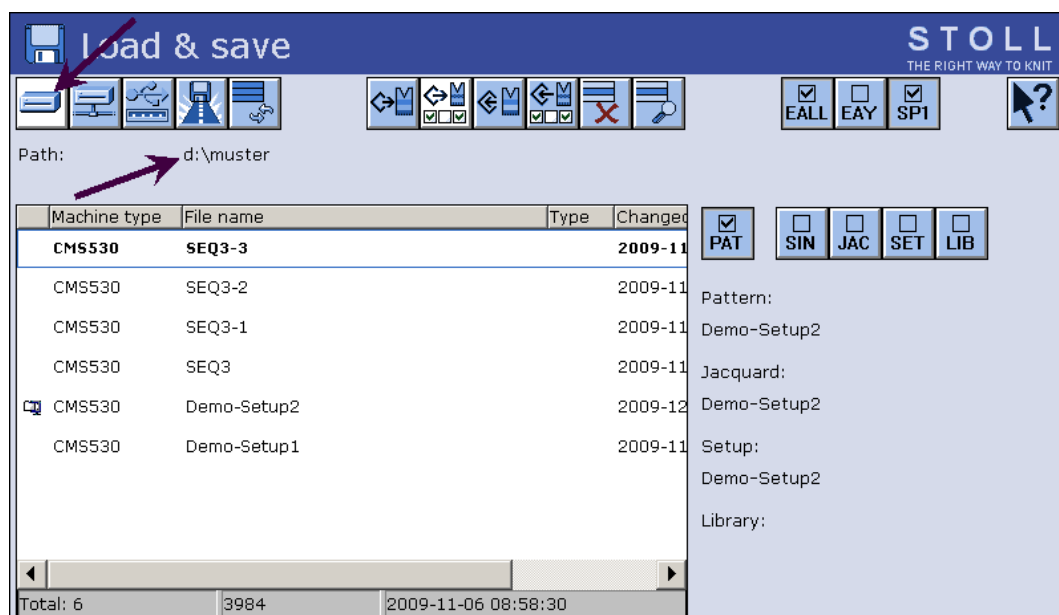 Load & save
STOLL
THE RIGHT WAY TO KNIT
EALL EAY SP1
?
Path: d:\muster
Machine type File name Type Changed
CMS530 SEQ3-3 2009-11
CMS530 SEQ3-2 2009-11
CMS530 SEQ3-1 2009-11
CMS530 SEQ3 2009-11
CMS530 Demo-Setup2 2009-12
CMS530 Demo-Setup1 2009-11
Total: 6 3984 2009-11-06 08:58:30
PAT SIN JAC SET LIB
Pattern:
Demo-Setup2
Jacquard:
Demo-Setup2
Setup:
Demo-Setup2
Library: